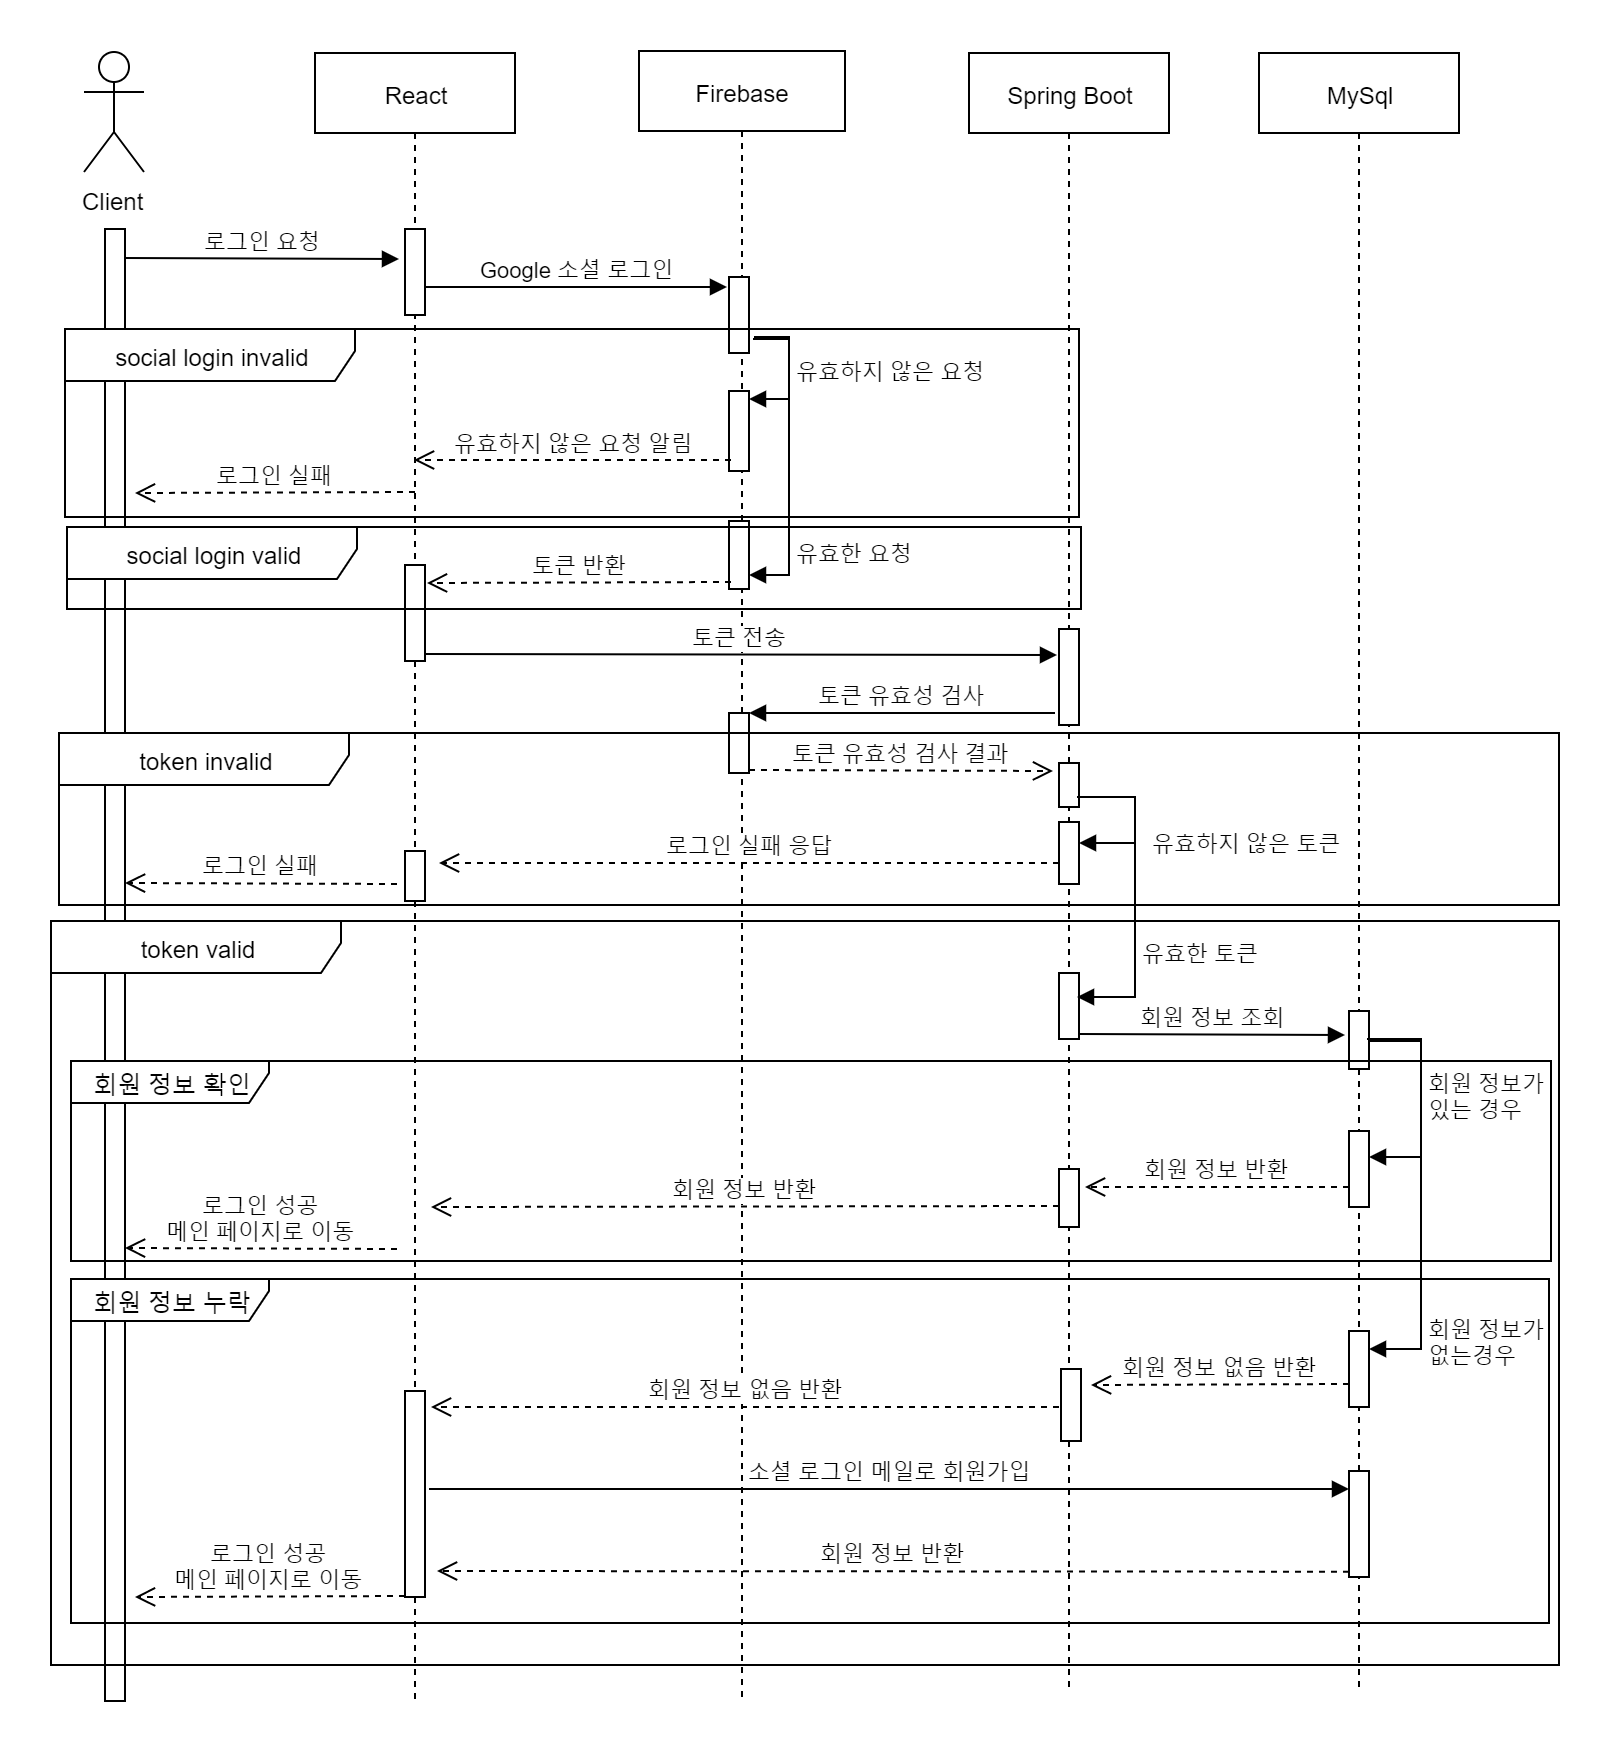 React
Firebase
Spring Boot
MySql
Client
로그인 요청
Google 소셜 로그인
social login invalid
유효하지 않은 요청
유효하지 않은 요청 알림
로그인 실패
social login valid
유효한 요청
토큰 반환
토큰 전송
토큰 유효성 검사
token invalid
토큰 유효성 검사 결과
유효하지 않은 토큰
로그인 실패 응답
로그인 실패
token valid
유효한 토큰
회원 정보 조회
회원 정보 확인
회원 정보가
있는 경우
회원 정보 반환
회원 정보 반환
로그인 성공
메인 페이지로 이동
회원 정보 누락
회원 정보가
없는경우
회원 정보 없음 반환
회원 정보 없음 반환
소셜 로그인 메일로 회원가입
회원 정보 반환
로그인 성공
메인 페이지로 이동